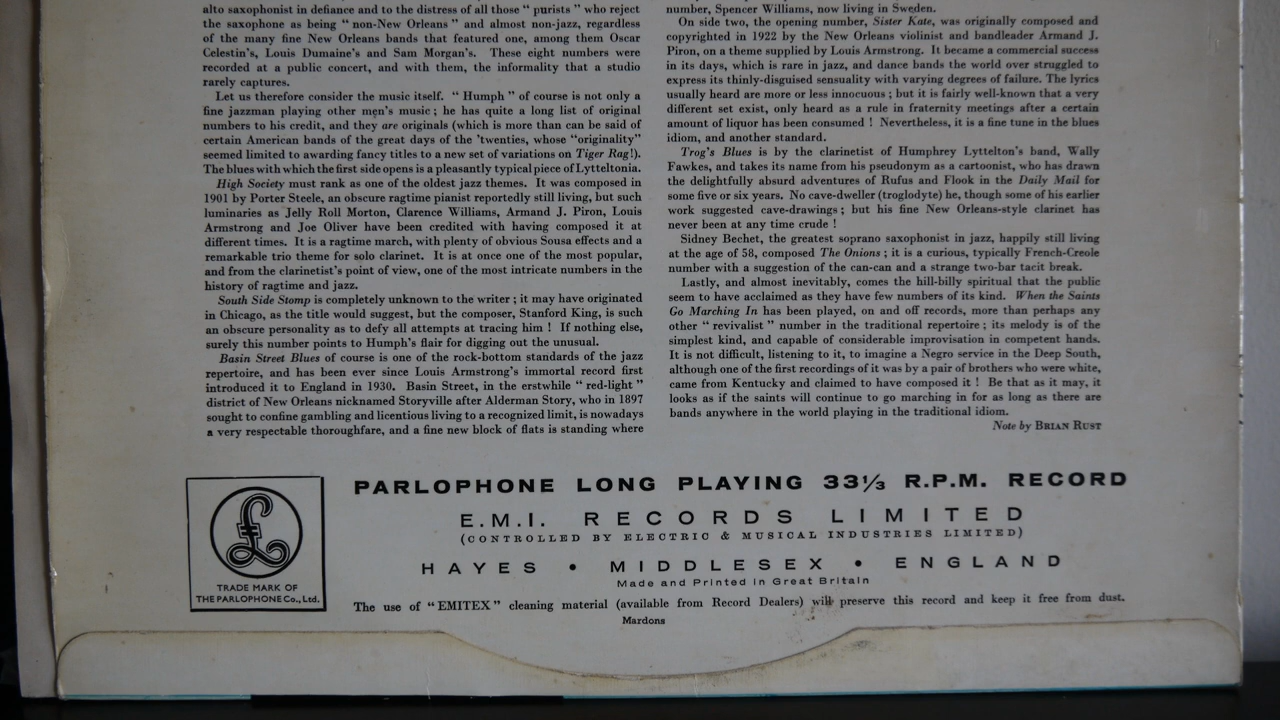 alto saxophonist in defiance and to the distress of all those “ purists ” who reject
the saxophone as being “ non-New Orleans ” and almost non-jazz, regardless
of the many fine New Orleans bands that featured one, among them Oscar
Celestin's, Louis Dumaine's and Sam Morgan's. These eight numbers were
recorded at a public concert, and with them, the informality that a studio
rarely captures.
Let us therefore consider the music itself. “ Humph ” of course is not only a
fine jazzman playing other men's music ; he has quite a long list of original
numbers to his credit, and they are originals (which is more than can be said of
certain American bands of the great days of the 'twenties, whose “originality”
seemed limited to awarding fancy titles to a new set of variations on Tiger Rag!).
The blues with which the first side opens is a pleasantly typical piece of Lytteltonia.
High Society must rank as one of the oldest jazz themes. It was composed in
1901 by Porter Steele, an obscure ragtime pianist reportedly still living, but such
luminaries as Jelly Roll Morton, Clarence Williams, Armand J. Piron, Louis
Armstrong and Joe Oliver have been credited with having composed it at
different times. It is a ragtime march, with plenty of obvious Sousa effects and a
remarkable trio theme for solo clarinet. It is at once one of the most popular,
and from the clarinetist's point of view, one of the most intricate numbers in the
history of ragtime and jazz.
South Side Stomp is completely unknown to the writer ; it may have originated
in Chicago, as the title would suggest, but the composer, Stanford King, is such
an obscure personality as to defy all attempts at tracing him ! If nothing else,
surely this number points to Humph's flair for digging out the unusual.
Basin Street Blues of course is one of the rock-bottom standards of the jazz
repertoire, and has been ever since Louis Armstrong's immortal record first
introduced it to England in 1930. Basin Street, in the erstwhile “ red-light ”
district of New Orleans nicknamed Storyville after Alderman Story, who in 1897
sought to confine gambling and licentious living to a recognized limit, is nowadays
a very respectable thoroughfare, and a fine new block of flats is standing where
number, Spencer Williams, now living in Sweden.
On side two, the opening number, Sister Kate, was originally composed and
copyrighted in 1922 by the New Orleans violinist and bandleader Armand J.
Piron, on a theme supplied by Louis Armstrong. It became a commercial success
in its days, which is rare in jazz, and dance bands the world over struggled to
express its thinly-disguised sensuality with varying degrees of failure. The lyrics
usually heard are more or less innocuous ; but it is fairly well-known that a very
different set exist, only heard as a rule in fraternity meetings after a certain
amount of liquor has been consumed ! Nevertheless, it is a fine tune in the blues
idiom, and another standard.
Trog's Blues is by the clarinetist of Humphrey Lyttelton's band, Wally
Fawkes, and takes its name from his pseudonym as a cartoonist, who has drawn
the delightfully absurd adventures of Rufus and Flook in the Daily Mail for
some five or six years. No cave-dweller (troglodyte) he, though some of his earlier
work suggested cave-drawings ; but his fine New Orleans-style clarinet has
never been at any time crude !
Sidney Bechet, the greatest soprano saxophonist in jazz, happily still living
at the age of 58, composed The Onions ; it is a curious, typically French-Creole
number with a suggestion of the can-can and a strange two-bar tacit break.
Lastly, and almost inevitably, comes the hill-billy spiritual that the public
seem to have acclaimed as they have few numbers of its kind. When the Saints
Go Marching In has been played, on and off records, more than perhaps any
other “ revivalist ” number in the traditional repertoire ; its melody is of the
simplest kind, and capable of considerable improvisation in competent hands.
It is not difficult, listening to it, to imagine a Negro service in the Deep South,
although one of the first recordings of it was by a pair of brothers who were white,
came from Kentucky and claimed to have composed it ! Be that as it may, it
looks as if the saints will continue to go marching in for as long as there are
bands anywhere in the world playing in the traditional idiom.
Note by BRIAN RUST
PARLOPHONE LONG PLAYING 33⅓ R.P.M. RECORD
E.M.I. RECORDS LIMITED
(CONTROLLED BY ELECTRIC & MUSICAL INDUSTRIES LIMITED)
HAYES • MIDDLESEX • ENGLAND
Made and Printed in Great Britain
£
TRADE MARK OF
THE PARLOPHONE Co., Ltd.
The use of “EMITEX” cleaning material (available from Record Dealers) will preserve this record and keep it free from dust.
Mardons